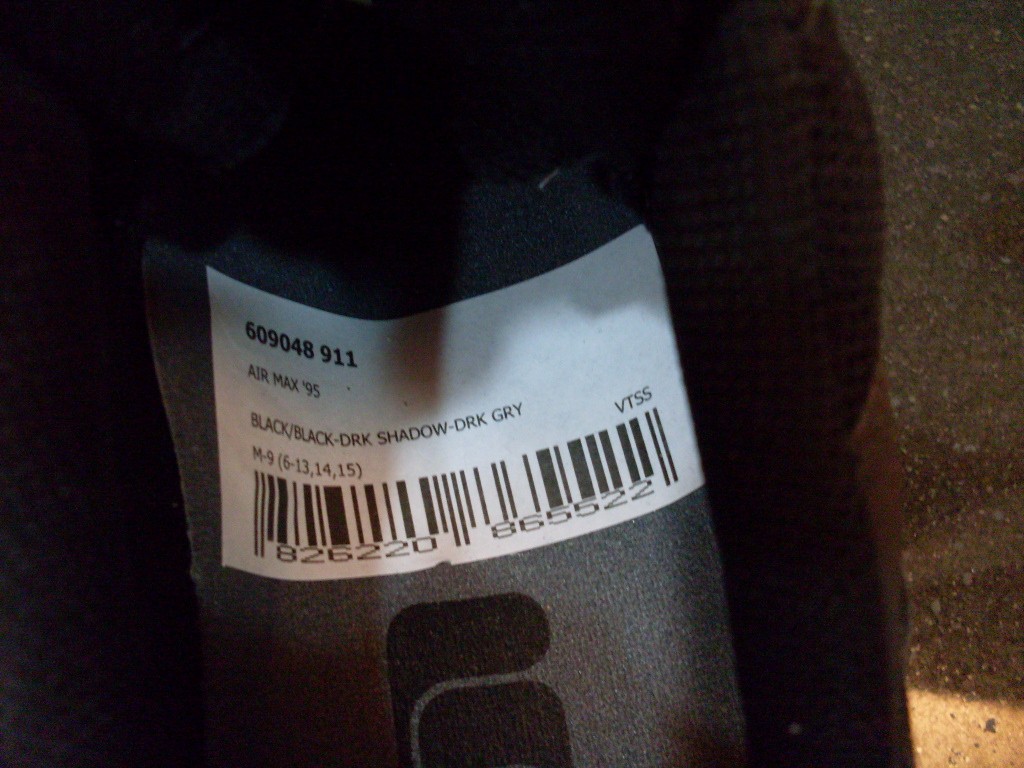 609048 911
AIR MAX '95
BLACK/BLACK-DRK SHADOW-DRK GRY
VTSS
M-9 (6-13,14,15)
826220 865522